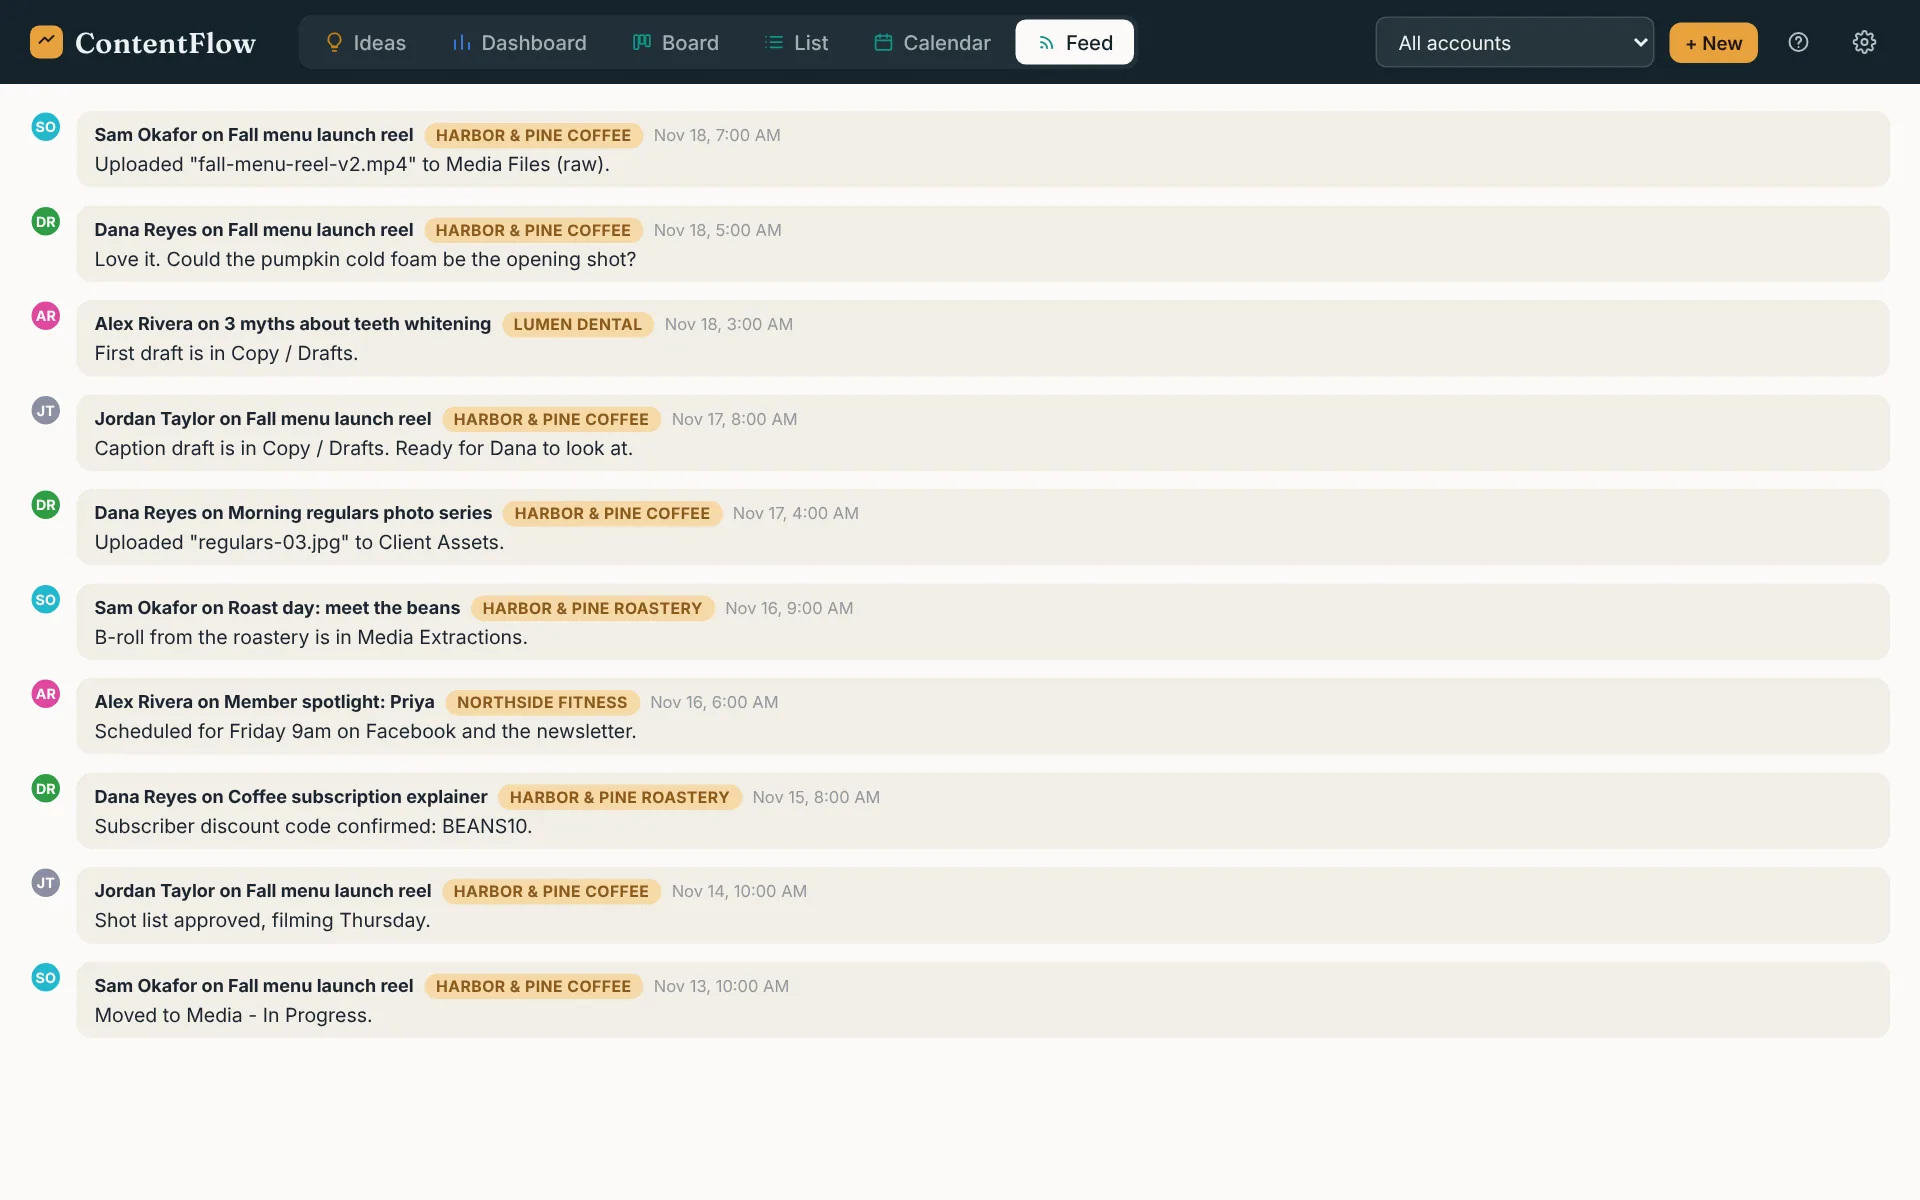 ContentFlow
Ideas
Dashboard
Board
List
Calendar
Feed
All accounts
+ New
SO
Sam Okafor on Fall menu launch reel HARBOR & PINE COFFEE Nov 18, 7:00 AM
Uploaded "fall-menu-reel-v2.mp4" to Media Files (raw).
DR
Dana Reyes on Fall menu launch reel HARBOR & PINE COFFEE Nov 18, 5:00 AM
Love it. Could the pumpkin cold foam be the opening shot?
AR
Alex Rivera on 3 myths about teeth whitening LUMEN DENTAL Nov 18, 3:00 AM
First draft is in Copy / Drafts.
JT
Jordan Taylor on Fall menu launch reel HARBOR & PINE COFFEE Nov 17, 8:00 AM
Caption draft is in Copy / Drafts. Ready for Dana to look at.
DR
Dana Reyes on Morning regulars photo series HARBOR & PINE COFFEE Nov 17, 4:00 AM
Uploaded "regulars-03.jpg" to Client Assets.
SO
Sam Okafor on Roast day: meet the beans HARBOR & PINE ROASTERY Nov 16, 9:00 AM
B-roll from the roastery is in Media Extractions.
AR
Alex Rivera on Member spotlight: Priya NORTHSIDE FITNESS Nov 16, 6:00 AM
Scheduled for Friday 9am on Facebook and the newsletter.
DR
Dana Reyes on Coffee subscription explainer HARBOR & PINE ROASTERY Nov 15, 8:00 AM
Subscriber discount code confirmed: BEANS10.
JT
Jordan Taylor on Fall menu launch reel HARBOR & PINE COFFEE Nov 14, 10:00 AM
Shot list approved, filming Thursday.
SO
Sam Okafor on Fall menu launch reel HARBOR & PINE COFFEE Nov 13, 10:00 AM
Moved to Media - In Progress.